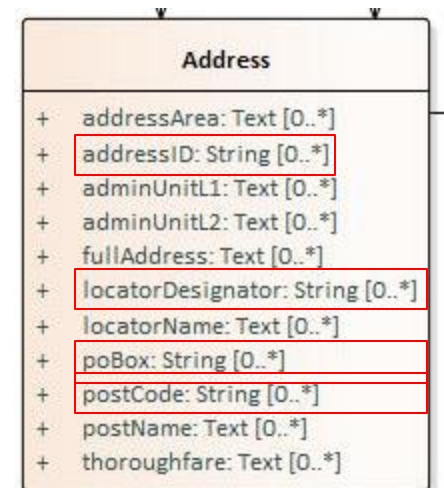 Address
+ addressArea: Text [0..*]
+ addressID: String [0..*]
+ adminUnitL1: Text [0..*]
+ adminUnitL2: Text [0..*]
+ fullAddress: Text [0..*]
+ locatorDesignator: String [0..*]
+ locatorName: Text [0..*]
+ poBox: String [0..*]
+ postCode: String [0..*]
+ postName: Text [0..*]
+ thoroughfare: Text [0..*]